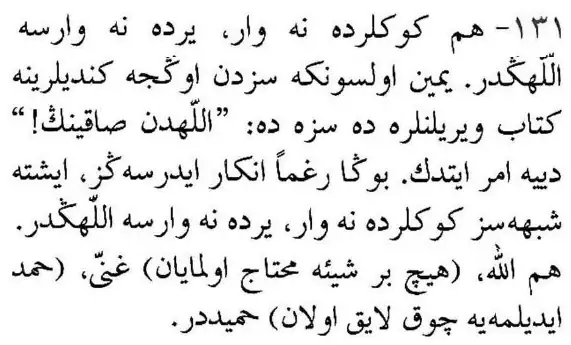 ١٣١- هم كوكلرده نه وار، يرده نه وارسه
اللّٰهڭدر. يمين اولسونكه سزدن اوڭجه كنديلرينه
كتاب ويريلنلره ده سزه ده: ”اللّٰهدن صاقينڭ!“
دييه امر ايتدك. بوڭا رغماً انكار ايدرسه‌ڭز، ايشته
شبهه‌سز كوكلرده نه وار، يرده نه وارسه اللّٰهڭدر.
هم اللّٰه، (هيچ بر شيئه محتاج اولمايان) غنىّ، (حمد
ايديلمه‌يه چوق لايق اولان) حميددر.